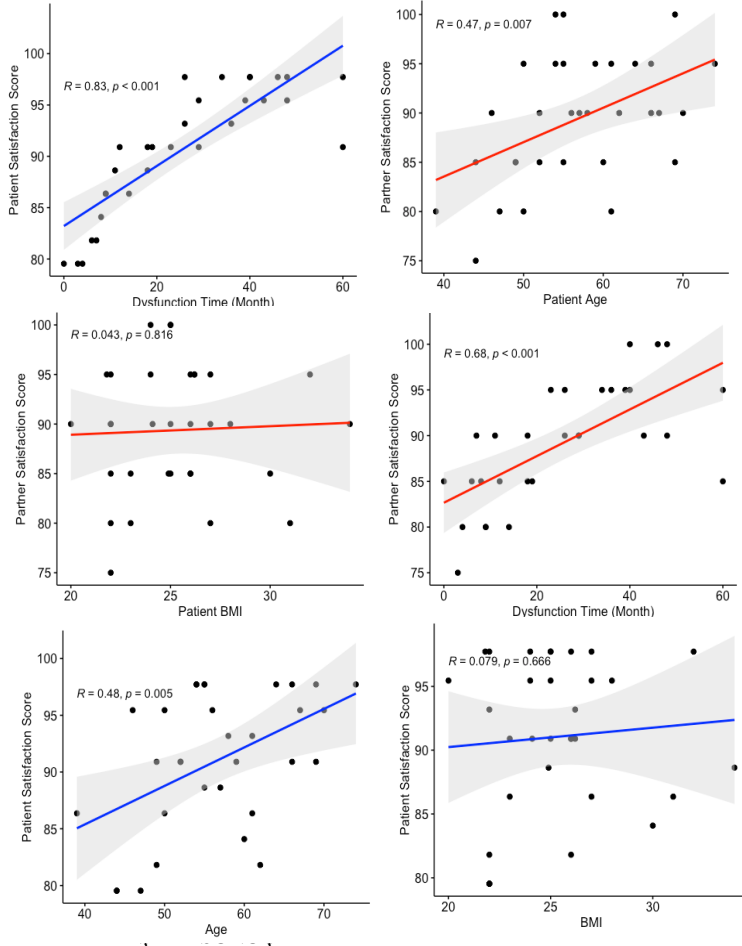 R = 0.83, p < 0.001
Patient Satisfaction Score
100
95
90
85
80
0 20 40 60
Dysfunction Time (Month)
R = 0.47, p = 0.007
Partner Satisfaction Score
100
95
90
85
80
75
40 50 60 70
Patient Age
R = 0.043, p = 0.816
Partner Satisfaction Score
100
95
90
85
80
75
20 25 30
Patient BMI
R = 0.68, p < 0.001
Partner Satisfaction Score
100
95
90
85
80
75
0 20 40 60
Dysfunction Time (Month)
R = 0.48, p = 0.005
Patient Satisfaction Score
100
95
90
85
80
40 50 60 70
Age
R = 0.079, p = 0.666
Patient Satisfaction Score
95
90
85
80
20 25 30
BMI